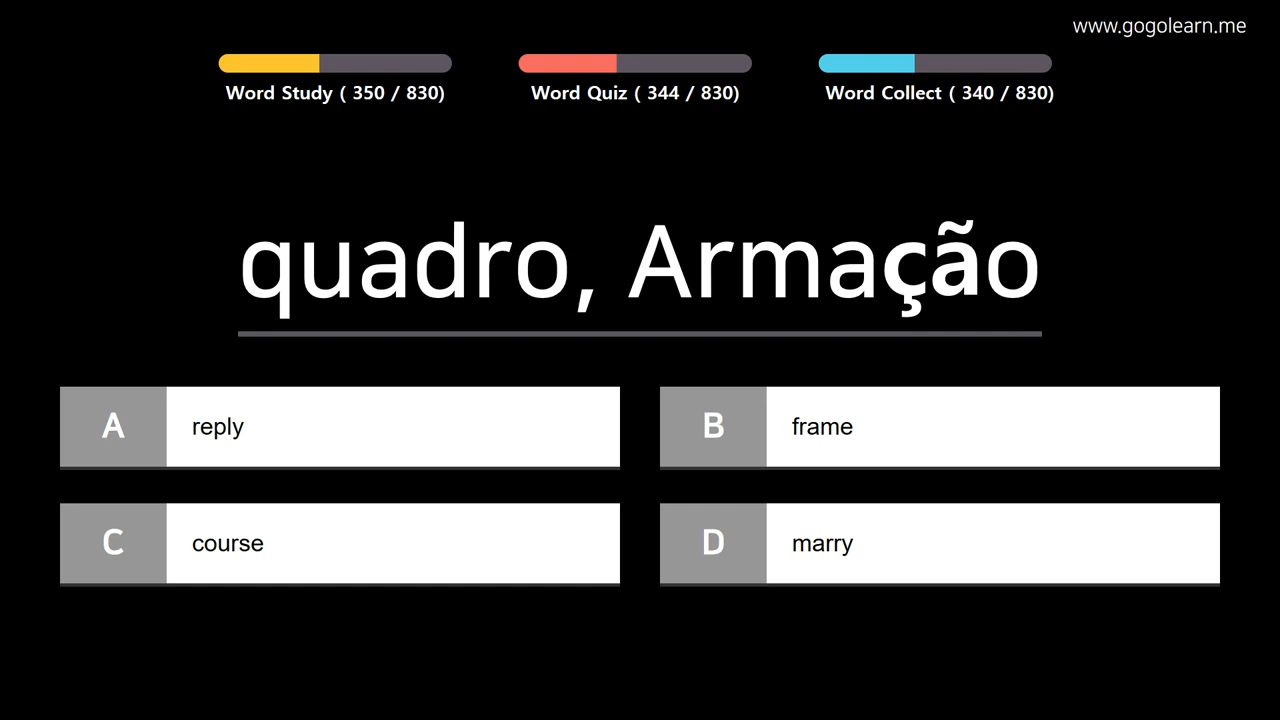 www.gogolearn.me
Word Study ( 350 / 830)
Word Quiz ( 344 / 830)
Word Collect ( 340 / 830)
quadro, Armação
A reply
B frame
C course
D marry